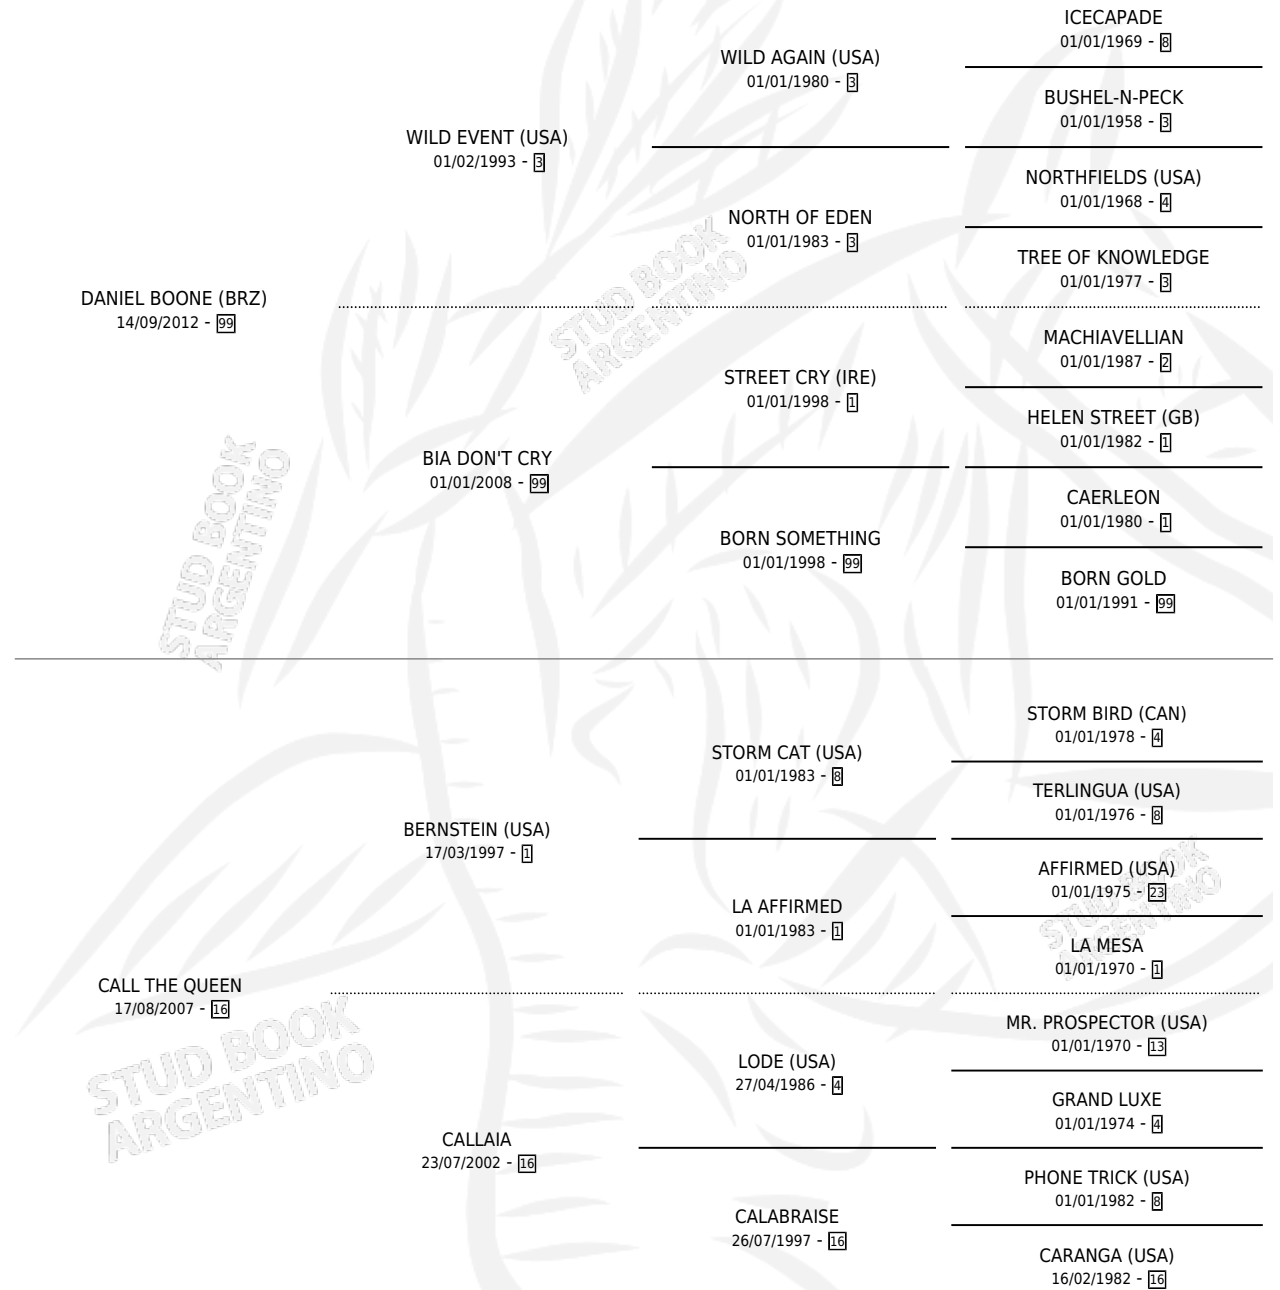 ICECAPADE
01/01/1969 - 8
WILD AGAIN (USA)
01/01/1980 - 3
BUSHEL-N-PECK
01/01/1958 - 3
WILD EVENT (USA)
01/02/1993 - 3
NORTHFIELDS (USA)
01/01/1968 - 4
NORTH OF EDEN
01/01/1983 - 3
TREE OF KNOWLEDGE
01/01/1977 - 3
DANIEL BOONE (BRZ)
14/09/2012 - 99
MACHIAVELLIAN
01/01/1987 - 2
STREET CRY (IRE)
01/01/1998 - 1
HELEN STREET (GB)
01/01/1982 - 1
BIA DON'T CRY
01/01/2008 - 99
CAERLEON
01/01/1980 - 1
BORN SOMETHING
01/01/1998 - 99
BORN GOLD
01/01/1991 - 99
STUD BOOK
ARGENTINO
STUD BOOK
ARGENTINO
STORM BIRD (CAN)
01/01/1978 - 4
STORM CAT (USA)
01/01/1983 - 8
TERLINGUA (USA)
01/01/1976 - 8
BERNSTEIN (USA)
17/03/1997 - 1
AFFIRMED (USA)
01/01/1975 - 23
LA AFFIRMED
01/01/1983 - 1
LA MESA
01/01/1970 - 1
STUD BOOK
ARGENTINO
CALL THE QUEEN
17/08/2007 - 16
MR. PROSPECTOR (USA)
01/01/1970 - 13
LODE (USA)
27/04/1986 - 4
GRAND LUXE
01/01/1974 - 4
STUD BOOK
ARGENTINO
CALLAIA
23/07/2002 - 16
PHONE TRICK (USA)
01/01/1982 - 8
CALABRAISE
26/07/1997 - 16
CARANGA (USA)
16/02/1982 - 16